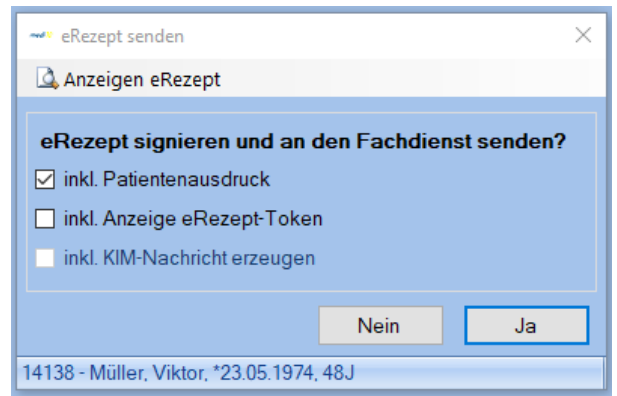 eRezept senden
Anzeigen eRezept
eRezept signieren und an den Fachdienst senden?
inkl. Patientenausdruck
inkl. Anzeige eRezept-Token
inkl. KIM-Nachricht erzeugen
Nein
Ja
14138 - Müller, Viktor, *23.05.1974, 48J